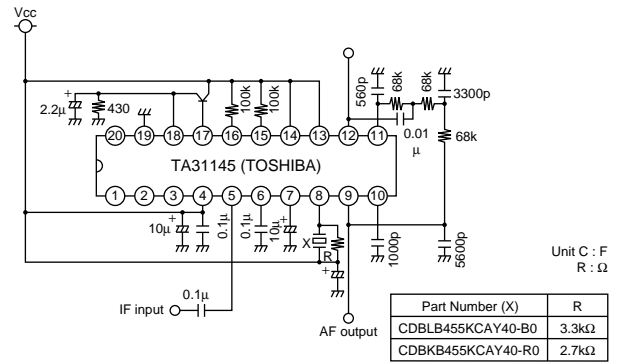 Vcc
2.2μ
+
430
100k
100k
560p
68k
68k
3300p
0.01
μ
68k
20 19 18 17 16 15 14 13 12 11
TA31145 (TOSHIBA)
1 2 3 4 5 6 7 8 9 10
10μ
+
0.1μ
0.1μ
10μ
+
X
R
+
1000p
5600p
IF input
0.1μ
AF output
Unit C : F
R : Ω
Part Number (X) R
CDBLB455KCAY40-B0 3.3kΩ
CDBKB455KCAY40-R0 2.7kΩ